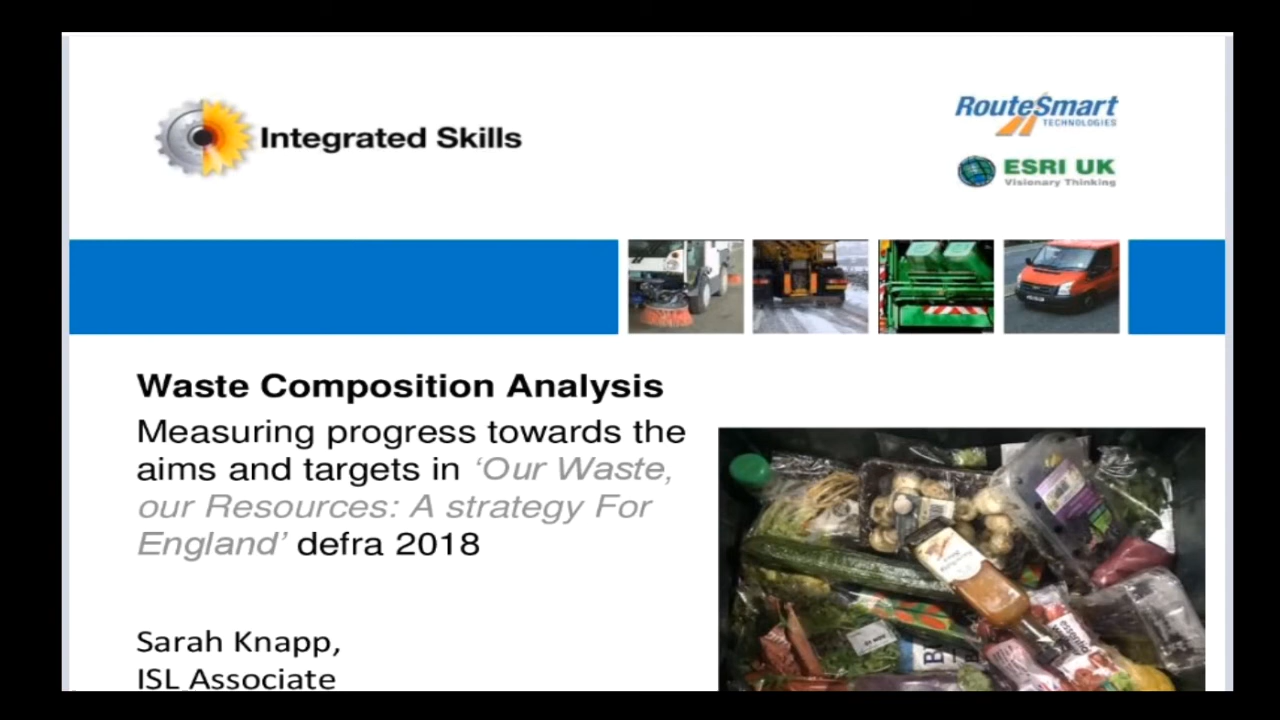 Integrated Skills
RouteSmart
TECHNOLOGIES
ESRI UK
Visionary Thinking
Waste Composition Analysis
Measuring progress towards the
aims and targets in ‘Our Waste,
our Resources: A strategy For
England’ defra 2018
Sarah Knapp,
ISL Associate